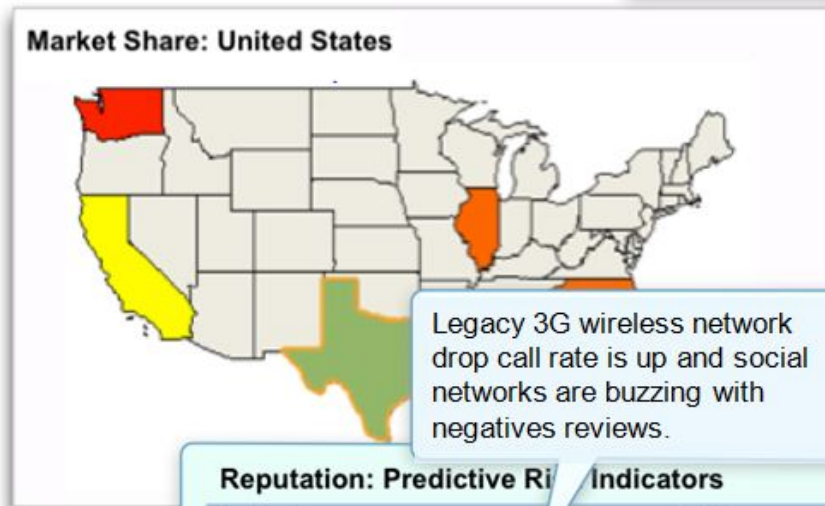 Market Share: United States
Legacy 3G wireless network
drop call rate is up and social
networks are buzzing with
negatives reviews.
Reputation: Predictive Ri Indicators